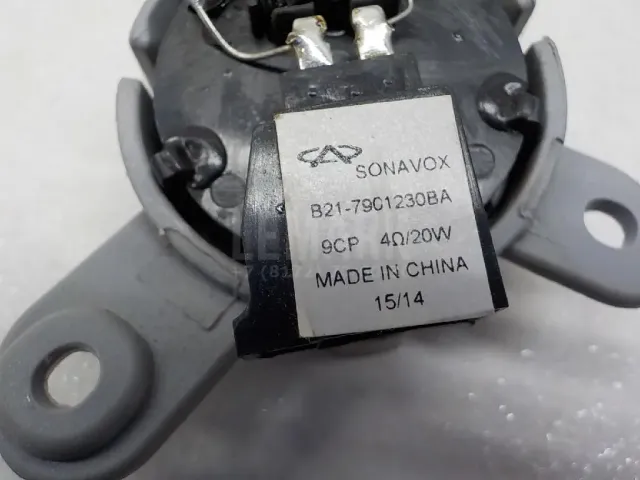 SONAVOX
B21-7901230BA
9CP 4Ω/20W
MADE IN CHINA
15/14